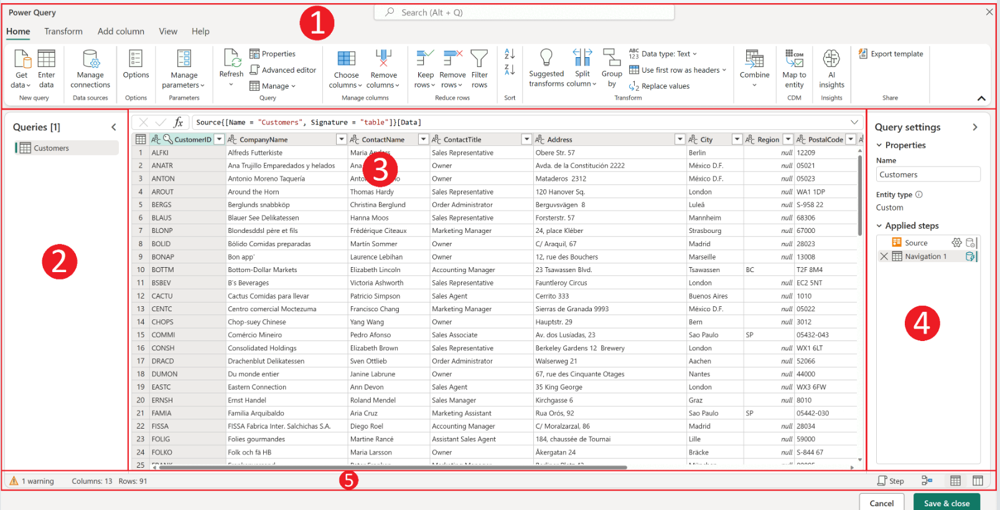 Power Query
Search (Alt + Q)
1
Home Transform Add column View Help
Get data Enter data
New query
Manage connections
Data sources
Options
Options
Manage parameters
Parameters
Refresh
Properties
Advanced editor
Manage
Query
Choose columns Remove columns
Manage columns
Keep rows Remove rows Filter rows
Reduce rows
A Z
Z A
Sort
Suggested transforms Split column Group by
ABC 123 Data type: Text
Use first row as headers
1 2 Replace values
Transform
Combine
CDM
Map to entity
CDM
AI insights
Insights
Export template
Share
Queries [1]
Customers
2
fx Source{[Name = "Customers", Signature = "table"]}[Data]
CustomerID CompanyName ContactName ContactTitle Address City Region PostalCode
1 ALFKI Alfreds Futterkiste Maria Anders Sales Representative Obere Str. 57 Berlin null 12209
2 ANATR Ana Trujillo Emparedados y helados Ana Owner Avda. de la Constitución 2222 México D.F. null 05021
3 ANTON Antonio Moreno Taquería Owner Mataderos 2312 México D.F. null 05023
4 AROUT Around the Horn Thomas Hardy Sales Representative 120 Hanover Sq. London null WA1 1DP
5 BERGS Berglunds snabbköp Christina Berglund Order Administrator Berguvsvägen 8 Luleå null S-958 22
6 BLAUS Blauer See Delikatessen Hanna Moos Sales Representative Forsterstr. 57 Mannheim null 68306
7 BLONP Blondesddsl père et fils Frédérique Citeaux Marketing Manager 24, place Kléber Strasbourg null 67000
8 BOLID Bólido Comidas preparadas Martín Sommer Owner C/ Araquil, 67 Madrid null 28023
9 BONAP Bon app' Laurence Lebihan Owner 12, rue des Bouchers Marseille null 13008
10 BOTTM Bottom-Dollar Markets Elizabeth Lincoln Accounting Manager 23 Tsawassen Blvd. Tsawassen BC T2F 8M4
11 BSBEV B's Beverages Victoria Ashworth Sales Representative Fauntleroy Circus London null EC2 5NT
12 CACTU Cactus Comidas para llevar Patricio Simpson Sales Agent Cerrito 333 Buenos Aires null 1010
13 CENTC Centro comercial Moctezuma Francisco Chang Marketing Manager Sierras de Granada 9993 México D.F. null 05022
14 CHOPS Chop-suey Chinese Yang Wang Owner Hauptstr. 29 Bern null 3012
15 COMMI Comércio Mineiro Pedro Afonso Sales Associate Av. dos Lusíadas, 23 Sao Paulo SP 05432-043
16 CONSH Consolidated Holdings Elizabeth Brown Sales Representative Berkeley Gardens 12 Brewery London null WX1 6LT
17 DRACD Drachenblut Delikatessen Sven Ottlieb Order Administrator Walserweg 21 Aachen null 52066
18 DUMON Du monde entier Janine Labrune Owner 67, rue des Cinquante Otages Nantes null 44000
19 EASTC Eastern Connection Ann Devon Sales Agent 35 King George London null WX3 6FW
20 ERNSH Ernst Handel Roland Mendel Sales Manager Kirchgasse 6 Graz null 8010
21 FAMIA Familia Arquibaldo Aria Cruz Marketing Assistant Rua Orós, 92 Sao Paulo SP 05442-030
22 FISSA FISSA Fabrica Inter. Salchichas S.A. Diego Roel Accounting Manager C/ Moralzarzal, 86 Madrid null 28034
23 FOLIG Folies gourmandes Martine Rancé Assistant Sales Agent 184, chaussée de Tournai Lille null 59000
24 FOLKO Folk och fä HB Maria Larsson Owner Åkergatan 24 Bräcke null S-844 67
25
3
Query settings
Properties
Name
Customers
Entity type
Custom
Applied steps
Source
Navigation 1
4
1 warning Columns: 13 Rows: 91
5
Step
Cancel Save & close